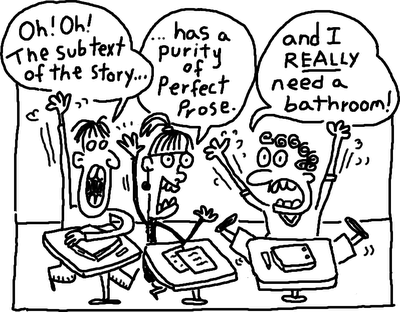 Oh! Oh!
The subtext
of the story...
...has a
purity
of
Perfect
Prose.
and I
REALLY
need a
bathroom!